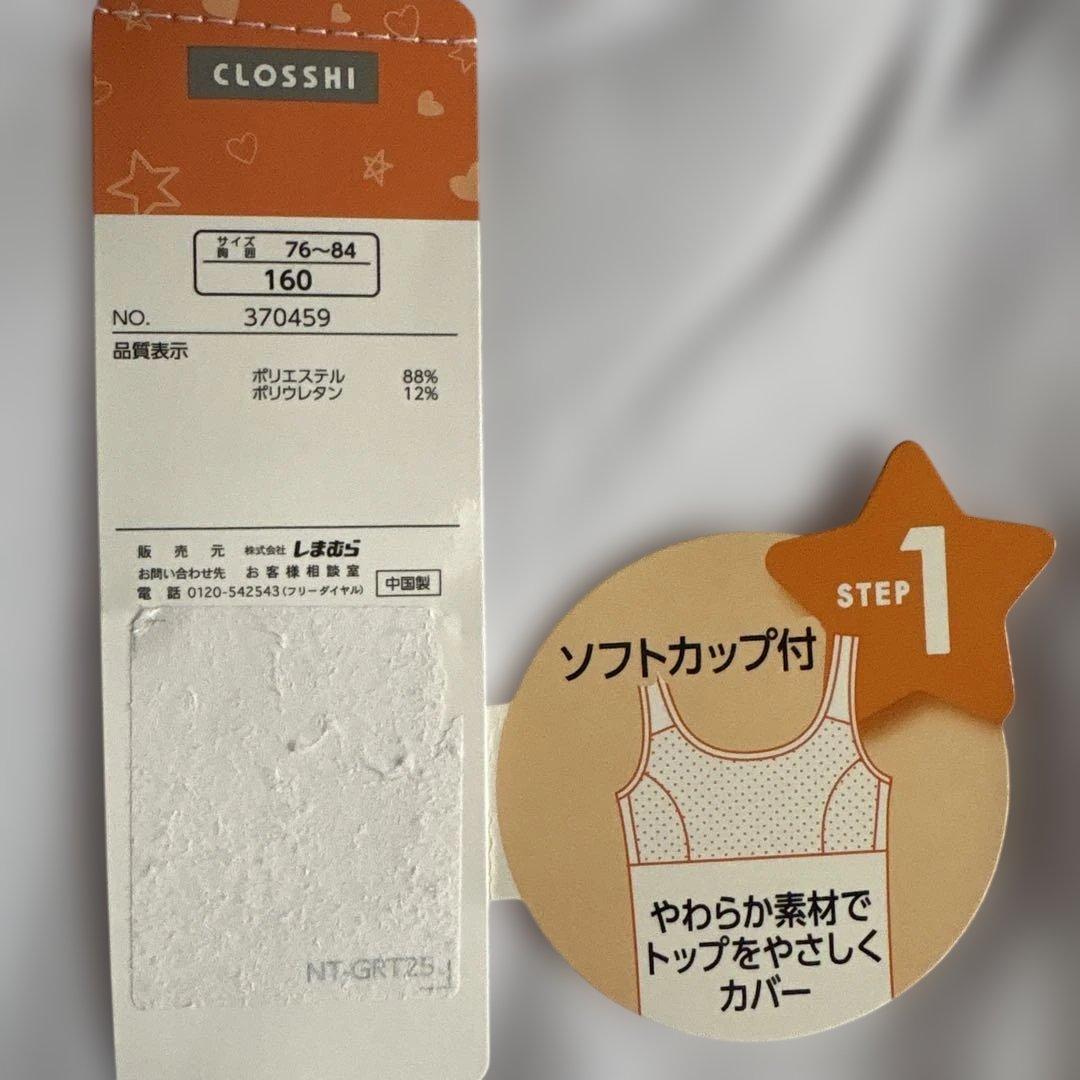 CLOSSHI
サイズ
胸囲 76〜84
160
NO. 370459
品質表示
ポリエステル 88%
ポリウレタン 12%
販売元 株式会社 しまむら
お問い合わせ先 お客様相談室
電話 0120-542543(フリーダイヤル)
中国製
NT-GRT25
STEP 1
ソフトカップ付
やわらか素材で
トップをやさしく
カバー